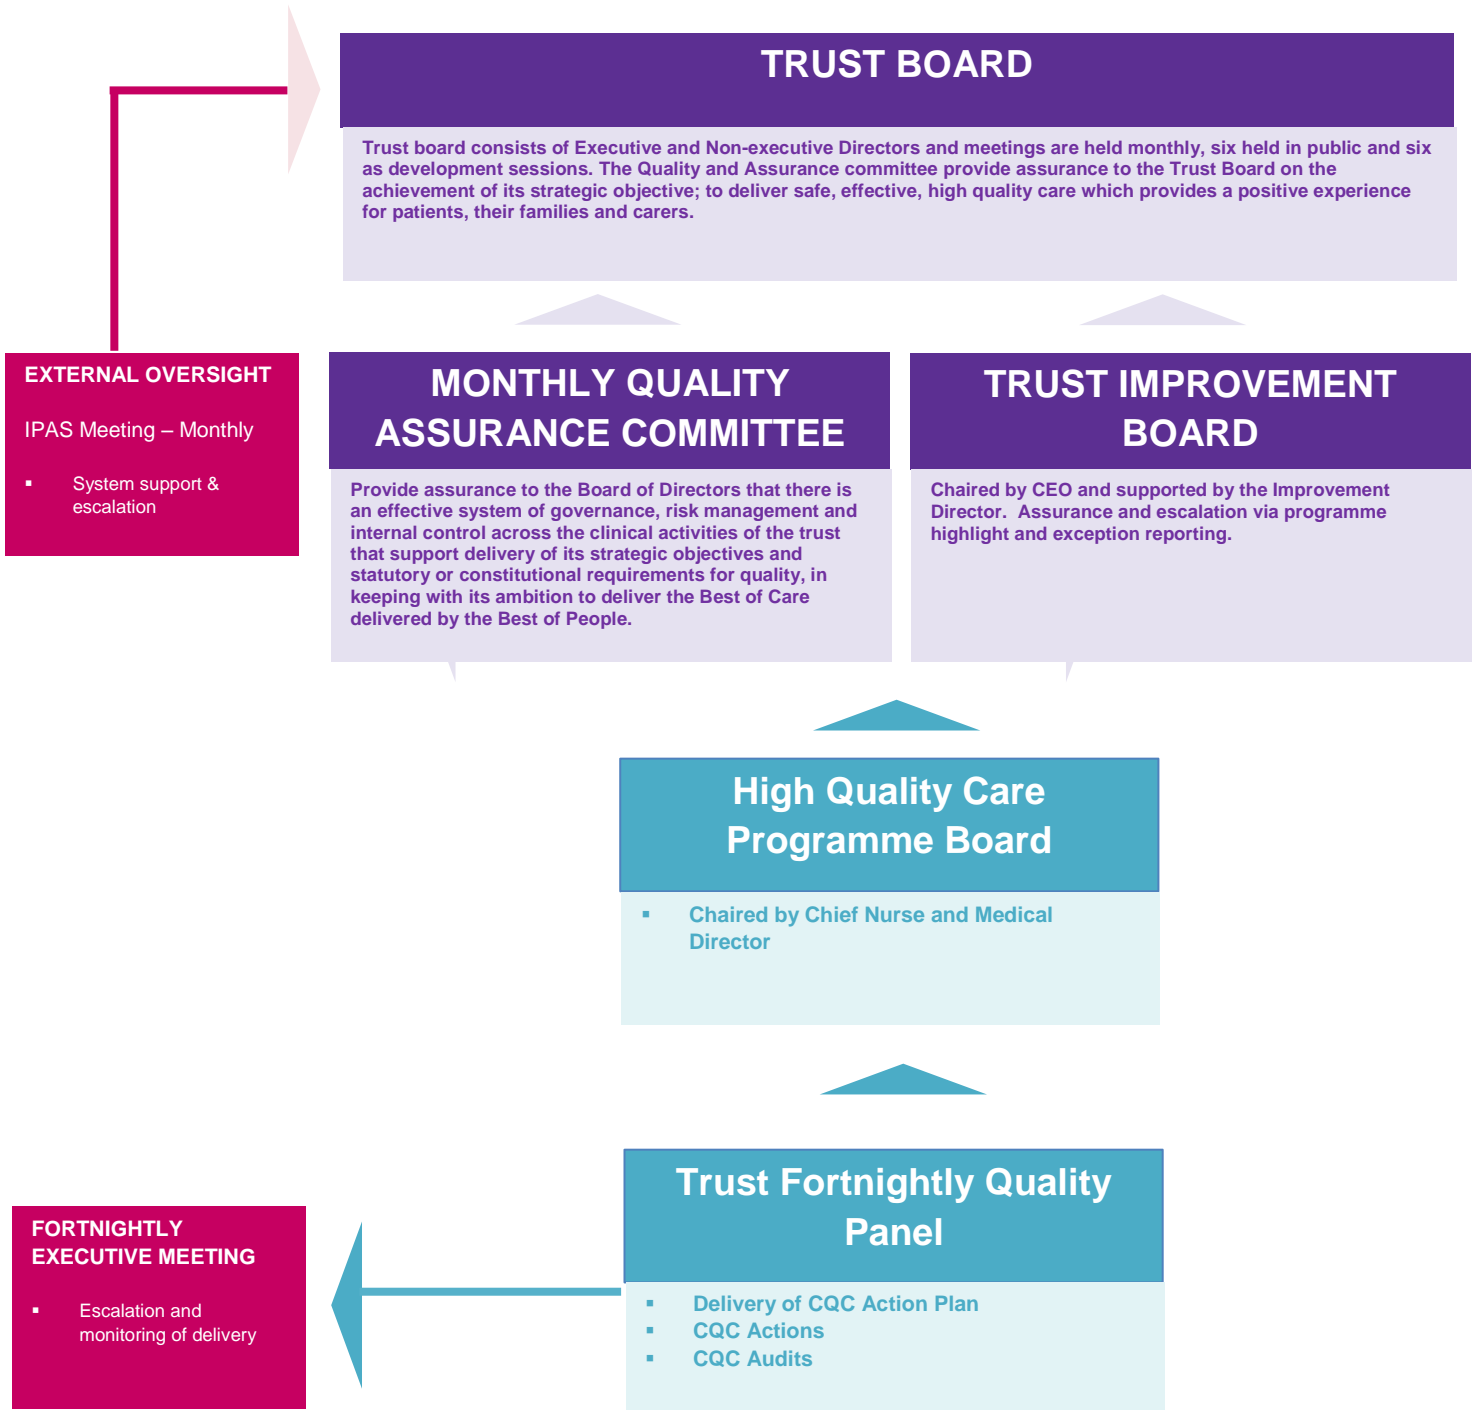 TRUST BOARD
Trust board consists of Executive and Non-executive Directors and meetings are held monthly, six held in public and six
as development sessions. The Quality and Assurance committee provide assurance to the Trust Board on the
achievement of its strategic objective; to deliver safe, effective, high quality care which provides a positive experience
for patients, their families and carers.
EXTERNAL OVERSIGHT
IPAS Meeting – Monthly
▪ System support &
escalation
MONTHLY QUALITY
ASSURANCE COMMITTEE
Provide assurance to the Board of Directors that there is
an effective system of governance, risk management and
internal control across the clinical activities of the trust
that support delivery of its strategic objectives and
statutory or constitutional requirements for quality, in
keeping with its ambition to deliver the Best of Care
delivered by the Best of People.
TRUST IMPROVEMENT
BOARD
Chaired by CEO and supported by the Improvement
Director.  Assurance and escalation via programme
highlight and exception reporting.
High Quality Care
Programme Board
▪ Chaired by Chief Nurse and Medical
Director
Trust Fortnightly Quality
Panel
▪ Delivery of CQC Action Plan
▪ CQC Actions
▪ CQC Audits
FORTNIGHTLY
EXECUTIVE MEETING
▪ Escalation and
monitoring of delivery